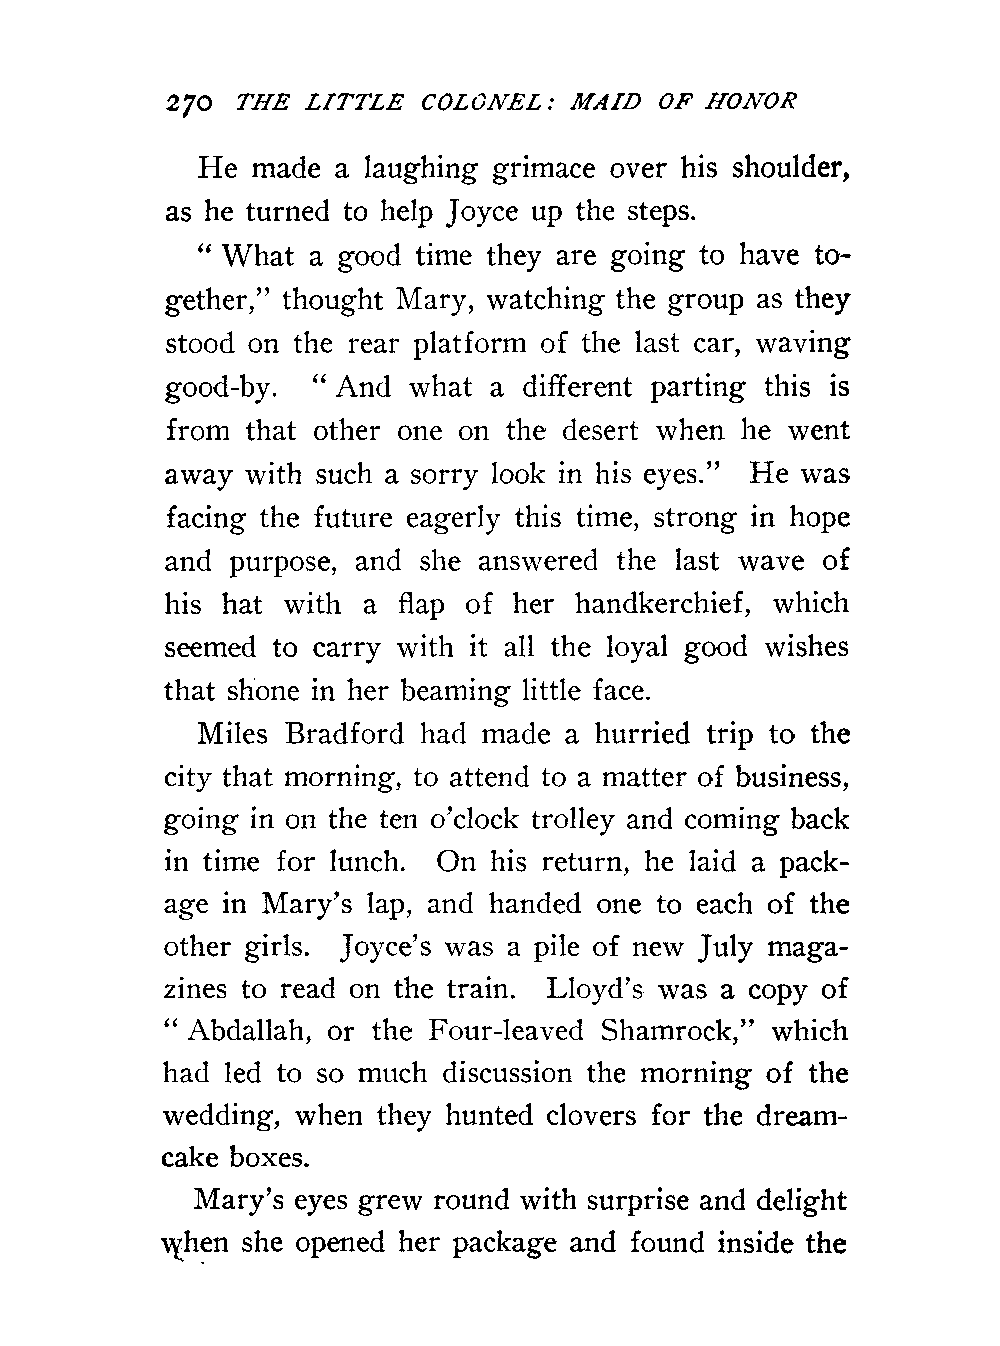 270 THE LITTLE COLONEL: MAID OF HONOR
He made a laughing grimace over his shoulder,
as he turned to help Joyce up the steps.
“ What a good time they are going to have to-
gether,” thought Mary, watching the group as they
stood on the rear platform of the last car, waving
good-by. “ And what a different parting this is
from that other one on the desert when he went
away with such a sorry look in his eyes.” He was
facing the future eagerly this time, strong in hope
and purpose, and she answered the last wave of
his hat with a flap of her handkerchief, which
seemed to carry with it all the loyal good wishes
that shone in her beaming little face.
Miles Bradford had made a hurried trip to the
city that morning, to attend to a matter of business,
going in on the ten o’clock trolley and coming back
in time for lunch. On his return, he laid a pack-
age in Mary’s lap, and handed one to each of the
other girls. Joyce’s was a pile of new July maga-
zines to read on the train. Lloyd’s was a copy of
“ Abdallah, or the Four-leaved Shamrock,” which
had led to so much discussion the morning of the
wedding, when they hunted clovers for the dream-
cake boxes.
Mary’s eyes grew round with surprise and delight
when she opened her package and found inside the